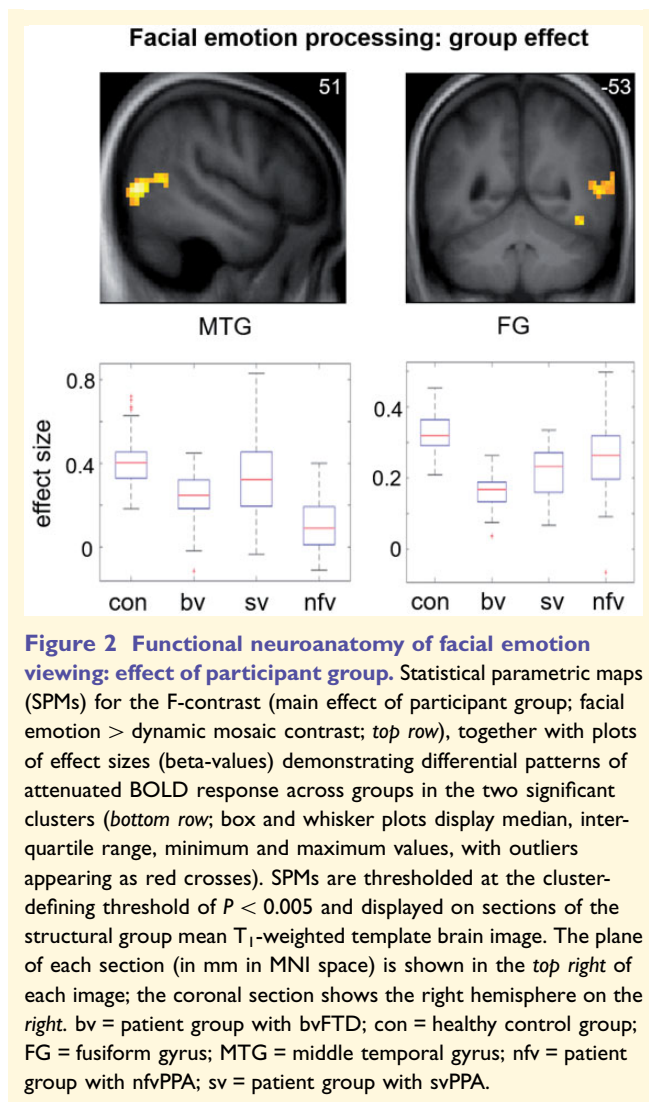 Facial emotion processing: group effect
51
-53
MTG
FG
0.8
0.4
0
effect size
con bv sv nfv
0.4
0.2
0
con bv sv nfv
Figure 2 Functional neuroanatomy of facial emotion
viewing: effect of participant group. Statistical parametric maps
(SPMs) for the F-contrast (main effect of participant group; facial
emotion > dynamic mosaic contrast; top row), together with plots
of effect sizes (beta-values) demonstrating differential patterns of
attenuated BOLD response across groups in the two significant
clusters (bottom row; box and whisker plots display median, inter-
quartile range, minimum and maximum values, with outliers
appearing as red crosses). SPMs are thresholded at the cluster-
defining threshold of P < 0.005 and displayed on sections of the
structural group mean T₁-weighted template brain image. The plane
of each section (in mm in MNI space) is shown in the top right of
each image; the coronal section shows the right hemisphere on the
right. bv = patient group with bvFTD; con = healthy control group;
FG = fusiform gyrus; MTG = middle temporal gyrus; nfv = patient
group with nfvPPA; sv = patient group with svPPA.